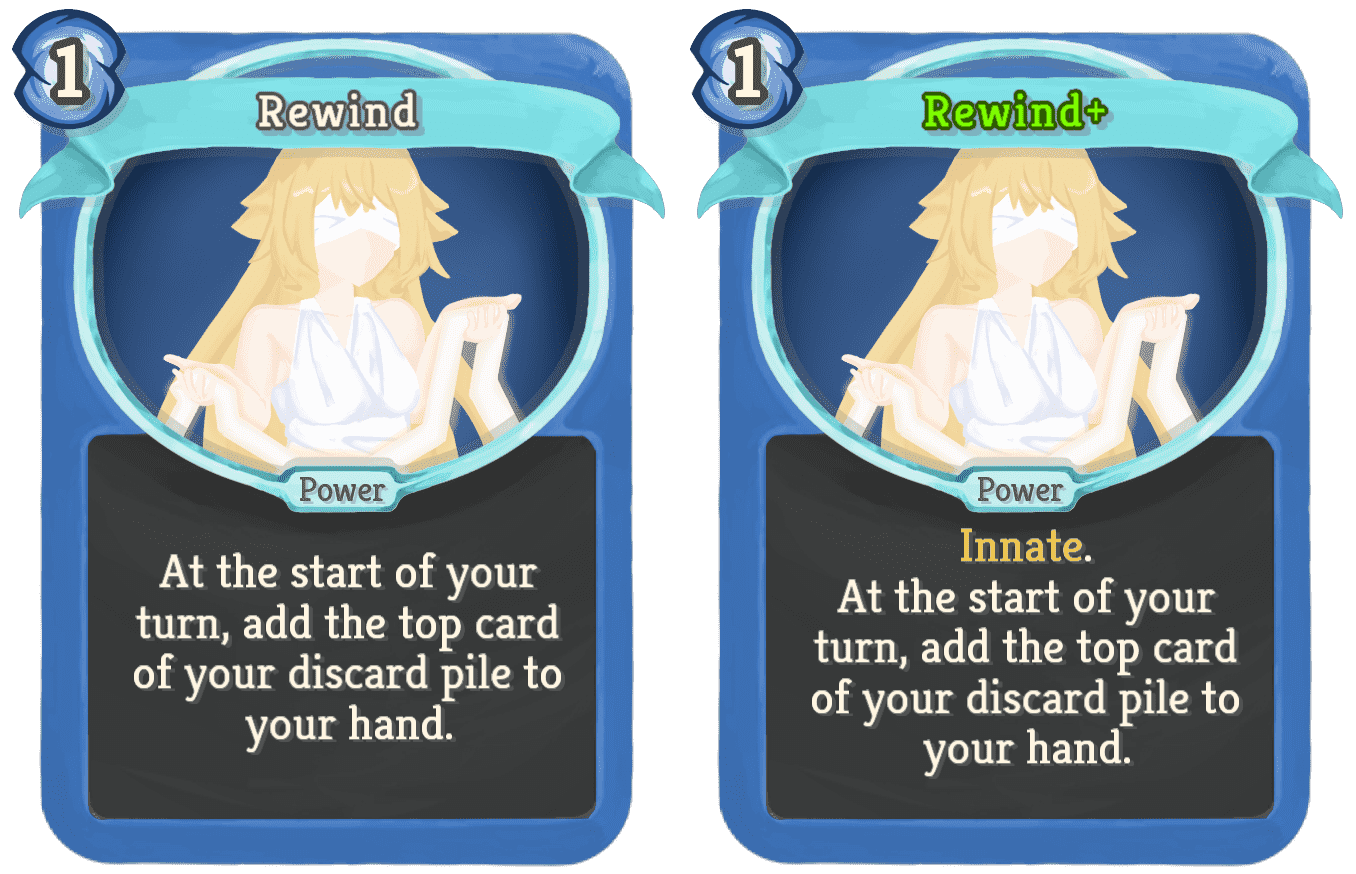 1
Rewind
Power
At the start of your
turn, add the top card
of your discard pile to
your hand.
1
Rewind+
Power
Innate.
At the start of your
turn, add the top card
of your discard pile to
your hand.